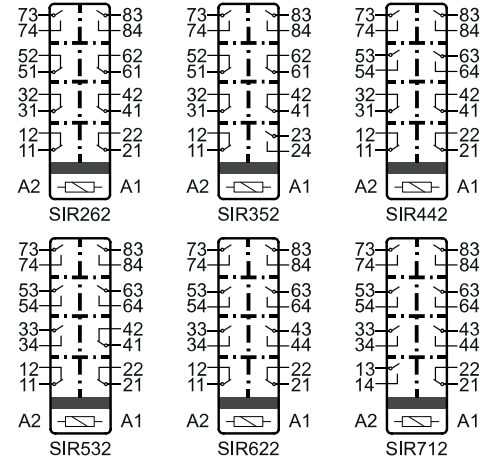 73 83 73 83 73 83
74 84 74 84 74 84
52 62 52 62 53 63
51 61 51 61 54 64
32 42 32 42 32 42
31 41 31 41 31 41
12 22 12 23 12 22
11 21 11 24 11 21
A2 A1 A2 A1 A2 A1
SIR262 SIR352 SIR442
73 83 73 83 73 83
74 84 74 84 74 84
53 63 53 63 53 63
54 64 54 64 54 64
33 42 33 43 33 43
34 41 34 44 34 44
12 22 12 22 13 22
11 21 11 21 14 21
A2 A1 A2 A1 A2 A1
SIR532 SIR622 SIR712